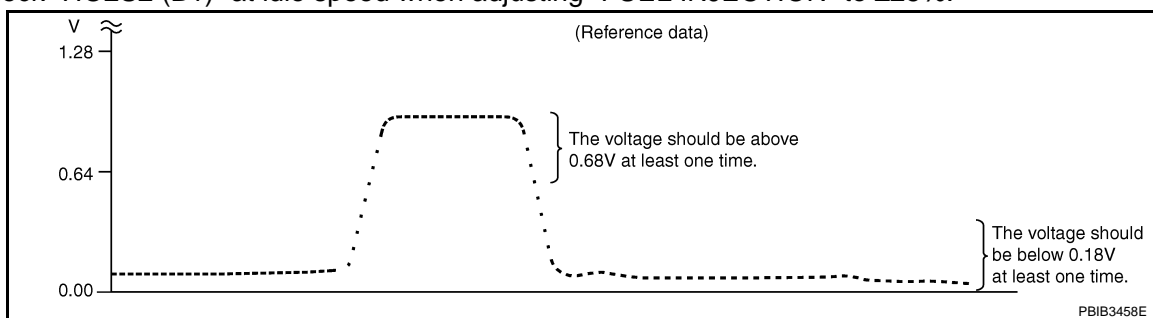 "HO2S2 (B1)" at idle speed when adjusting "FUEL INJECTION" to ±25%.
V
(Reference data)
1.28
The voltage should be above
0.68V at least one time.
0.64
The voltage should
be below 0.18V
at least one time.
0.00
PBIB3458E